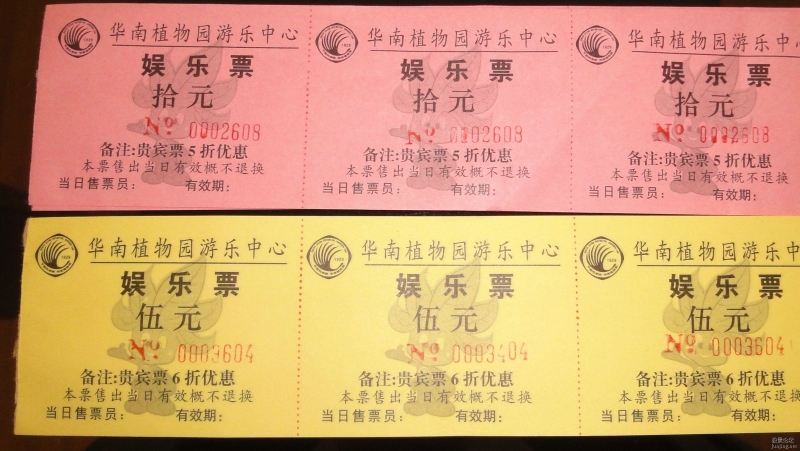 华南植物园游乐中心
娱乐票
拾元
Nº 0002608
备注:贵宾票5折优惠
本票售出当日有效概不退换
当日售票员: 有效期:
华南植物园游乐中心
娱乐票
拾元
Nº 0002608
备注:贵宾票5折优惠
本票售出当日有效概不退换
当日售票员: 有效期:
华南植物园游乐中
娱乐票
拾元
Nº 0002608
备注:贵宾票5折优惠
本票售出当日有效概不退换
当日售票员: 有效期:
华南植物园游乐中心
娱乐票
伍元
Nº 0003604
备注:贵宾票6折优惠
本票售出当日有效概不退换
当日售票员: 有效期:
华南植物园游乐中心
娱乐票
伍元
Nº 0003404
备注:贵宾票6折优惠
本票售出当日有效概不退换
当日售票员: 有效期:
华南植物园游乐中
娱乐票
伍元
Nº 0003604
备注:贵宾票6折优惠
本票售出当日有效概不退换
当日售票员: 有效期: